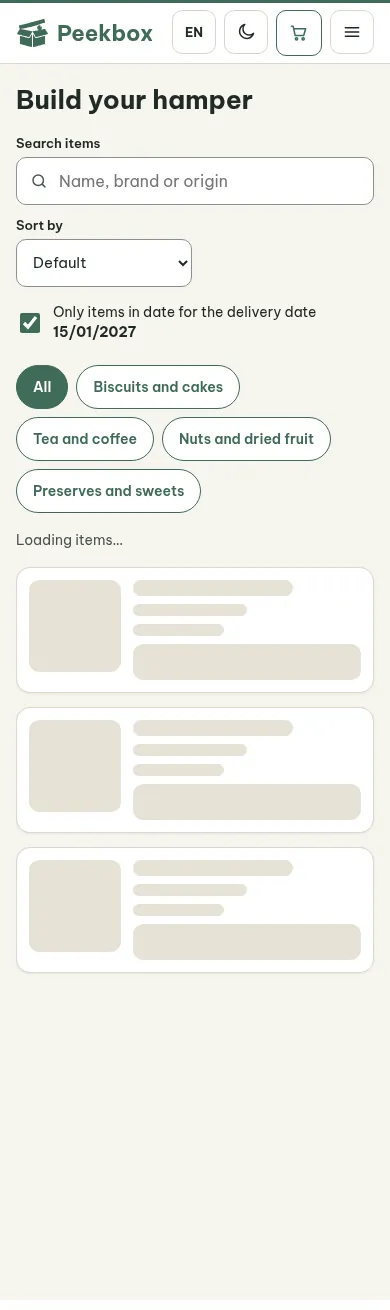 Peekbox
EN
Build your hamper
Search items
Name, brand or origin
Sort by
Default
Only items in date for the delivery date
15/01/2027
All
Biscuits and cakes
Tea and coffee
Nuts and dried fruit
Preserves and sweets
Loading items…